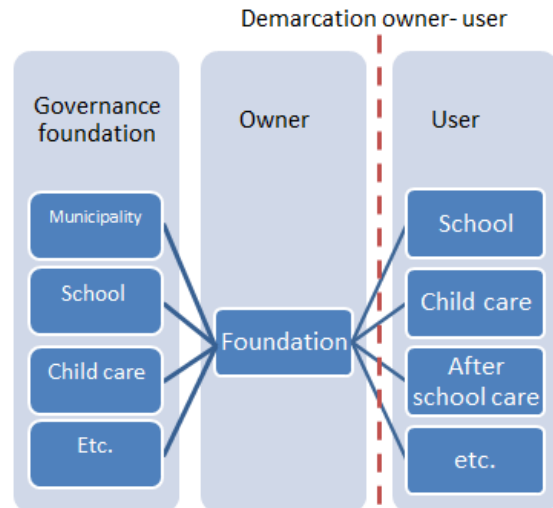 Demarcation owner- user
Governance
foundation
Municipality
School
Child care
Etc.
Owner
Foundation
User
School
Child care
After
school care
etc.